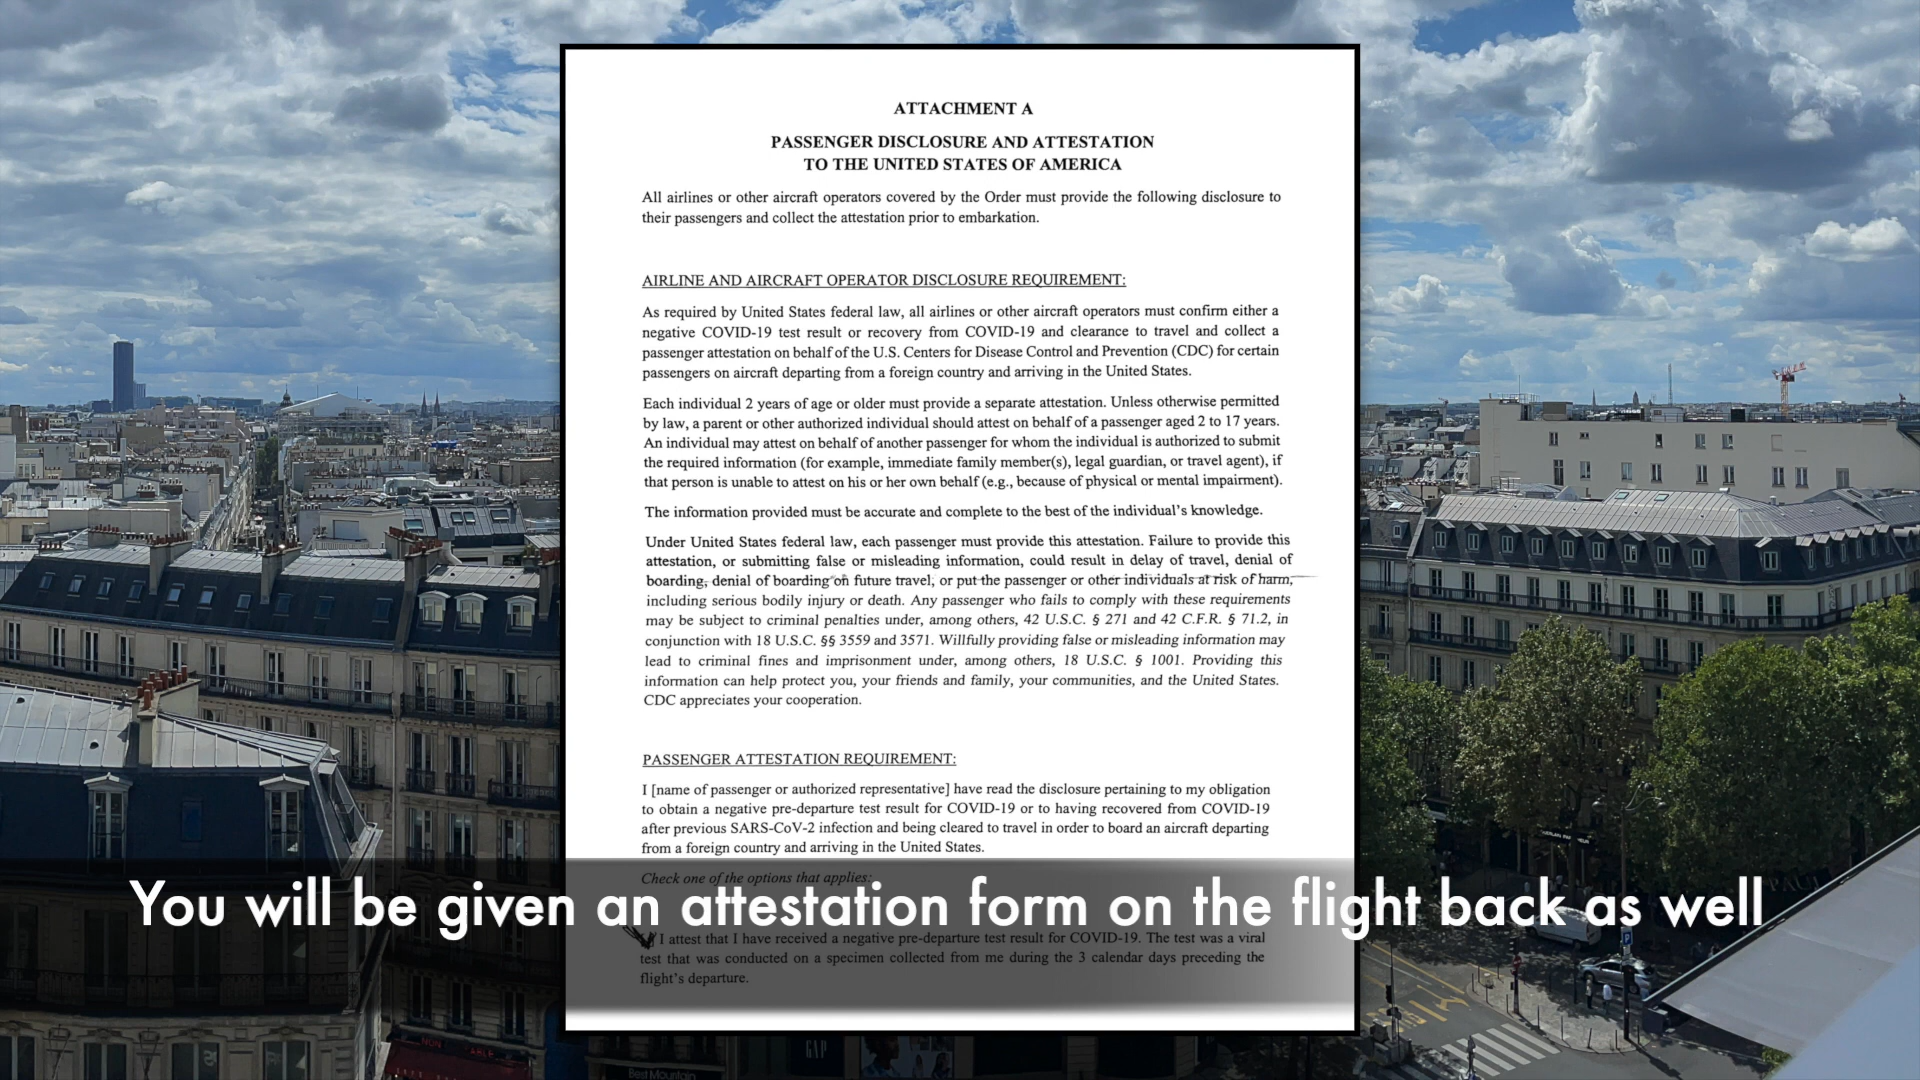 ATTACHMENT A
PASSENGER DISCLOSURE AND ATTESTATION
TO THE UNITED STATES OF AMERICA
All airlines or other aircraft operators covered by the Order must provide the following disclosure to
their passengers and collect the attestation prior to embarkation.
AIRLINE AND AIRCRAFT OPERATOR DISCLOSURE REQUIREMENT:
As required by United States federal law, all airlines or other aircraft operators must confirm either a
negative COVID-19 test result or recovery from COVID-19 and clearance to travel and collect a
passenger attestation on behalf of the U.S. Centers for Disease Control and Prevention (CDC) for certain
passengers on aircraft departing from a foreign country and arriving in the United States.
Each individual 2 years of age or older must provide a separate attestation. Unless otherwise permitted
by law, a parent or other authorized individual should attest on behalf of a passenger aged 2 to 17 years.
An individual may attest on behalf of another passenger for whom the individual is authorized to submit
the required information (for example, immediate family member(s), legal guardian, or travel agent), if
that person is unable to attest on his or her own behalf (e.g., because of physical or mental impairment).
The information provided must be accurate and complete to the best of the individual's knowledge.
Under United States federal law, each passenger must provide this attestation. Failure to provide this
attestation, or submitting false or misleading information, could result in delay of travel, denial of
boarding, denial of boarding on future travel, or put the passenger or other individuals at risk of harm,
including serious bodily injury or death. Any passenger who fails to comply with these requirements
may be subject to criminal penalties under, among others, 42 U.S.C. § 271 and 42 C.F.R. § 71.2, in
conjunction with 18 U.S.C. §§ 3559 and 3571. Willfully providing false or misleading information may
lead to criminal fines and imprisonment under, among others, 18 U.S.C. § 1001. Providing this
information can help protect you, your friends and family, your communities, and the United States.
CDC appreciates your cooperation.
PASSENGER ATTESTATION REQUIREMENT:
I [name of passenger or authorized representative] have read the disclosure pertaining to my obligation
to obtain a negative pre-departure test result for COVID-19 or to having recovered from COVID-19
after previous SARS-CoV-2 infection and being cleared to travel in order to board an aircraft departing
from a foreign country and arriving in the United States.
Check one of the options that applies:
You will be given an attestation form on the flight back as well
I attest that I have received a negative pre-departure test result for COVID-19. The test was a viral
test that was conducted on a specimen collected from me during the 3 calendar days preceding the
flight's departure.
GAP
Best Mountain
PAUL